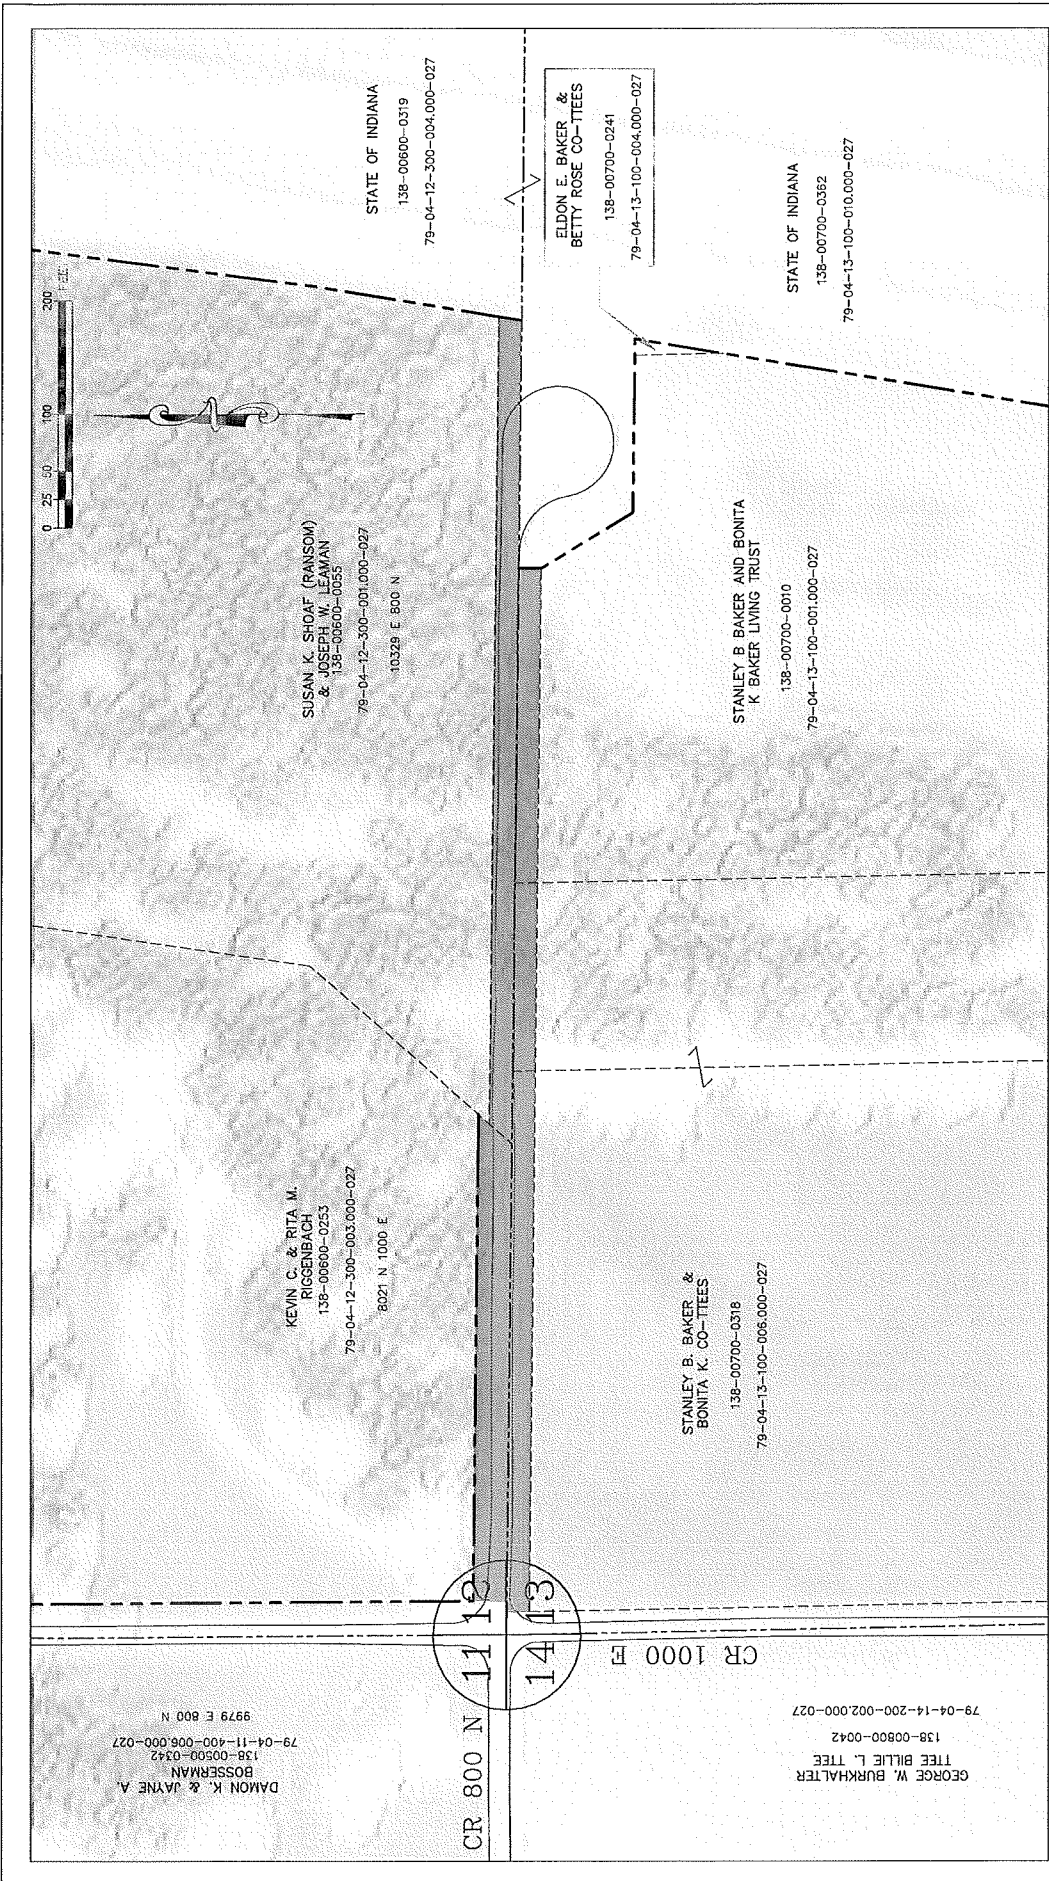 STATE OF INDIANA
138-00600-0319
79-04-12-300-004.000-027
ELDON E. BAKER &
BETTY ROSE CO-TTEES
138-00700-0241
79-04-13-100-004.000-027
STATE OF INDIANA
138-00700-0362
79-04-13-100-010.000-027
0 25 50 100 200 FEET
N
SUSAN K. SHOAF (RANSOM)
& JOSEPH W. LEAMAN
138-00600-0055
79-04-12-300-001.000-027
10329 E 800 N
STANLEY B BAKER AND BONITA
K BAKER LIVING TRUST
138-00700-0010
79-04-13-100-001.000-027
KEVIN C. & RITA M.
RIGGENBACH
138-00600-0253
79-04-12-300-003.000-027
8021 N 1000 E
STANLEY B. BAKER &
BONITA K. CO-TTEES
138-00700-0318
79-04-13-100-006.000-027
11 12
14 13
CR 1000 E
CR 800 N
DAMON K. & JAYNE A.
BOSSERMAN
138-00500-0342
79-04-11-400-006.000-027
9979 E 800 N
GEORGE W. BURKHALTER
TTEE BILLIE L. TTEE
138-00800-0042
79-04-14-200-002.000-027